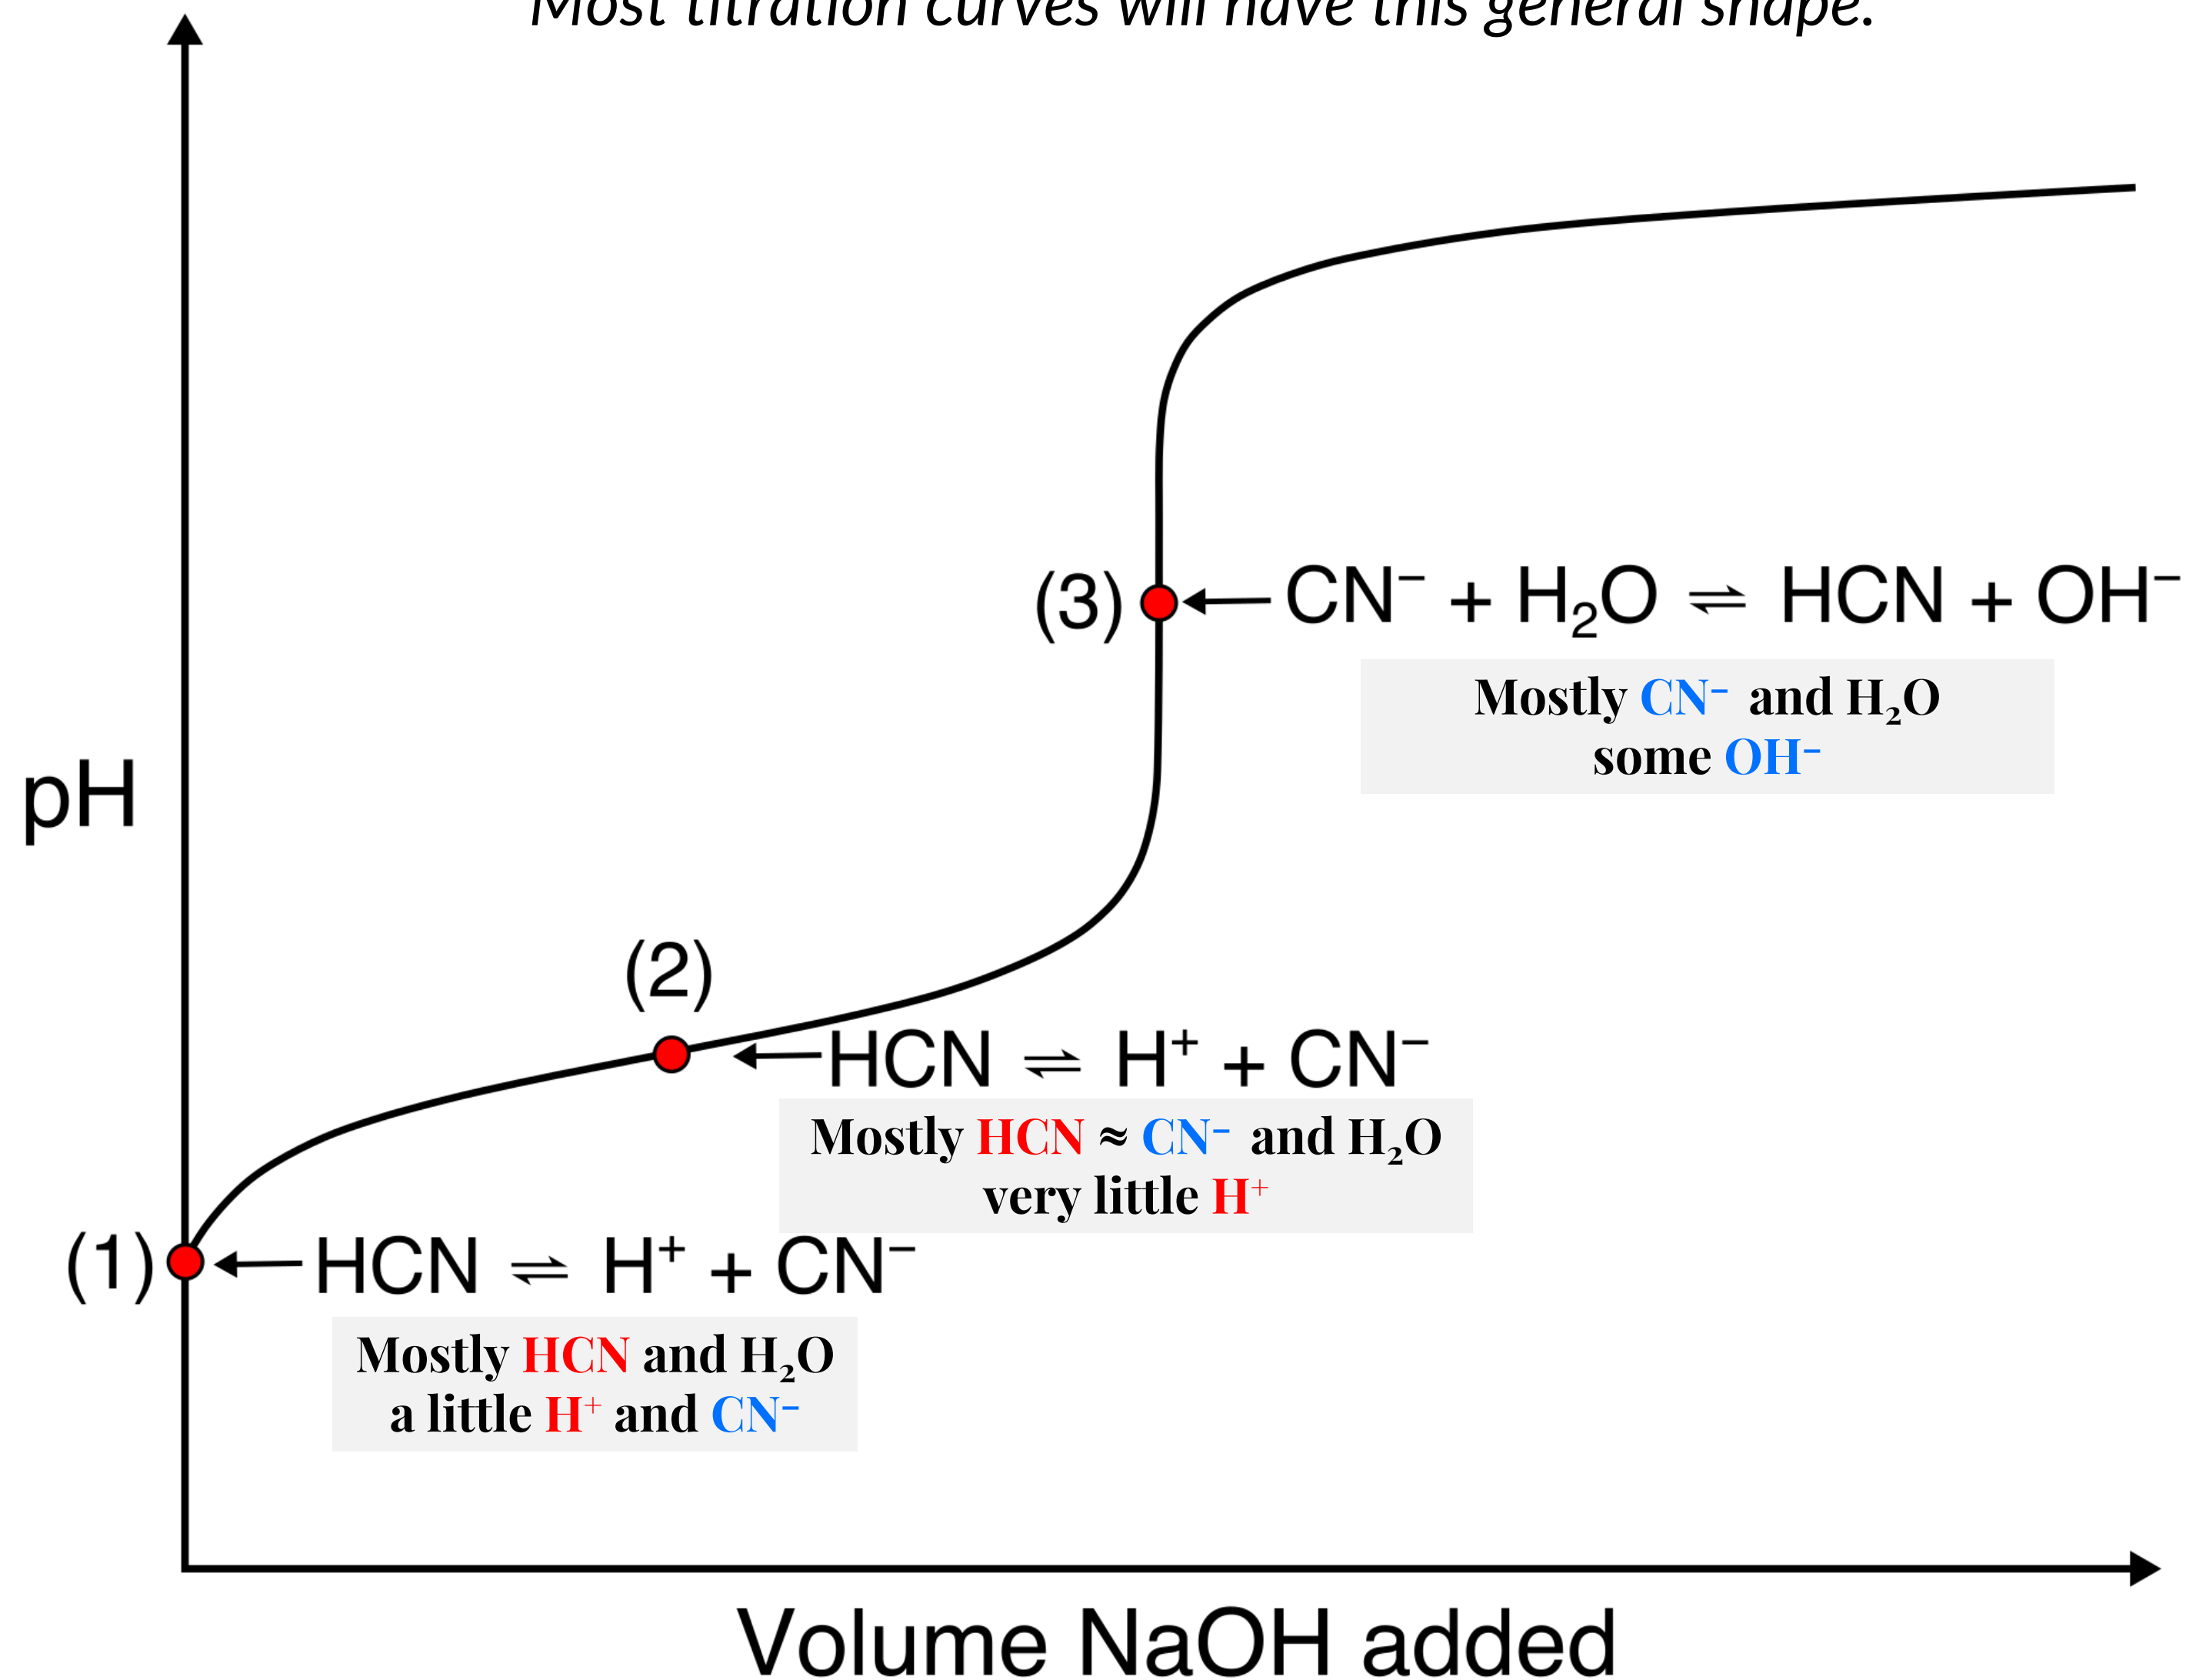 Most titration curves will have this general shape.
(3) CN⁻ + H₂O ⇌ HCN + OH⁻
Mostly CN⁻ and H₂O
some OH⁻
pH
(2)
HCN ⇌ H⁺ + CN⁻
Mostly HCN ≈ CN⁻ and H₂O
very little H⁺
(1) HCN ⇌ H⁺ + CN⁻
Mostly HCN and H₂O
a little H⁺ and CN⁻
Volume NaOH added